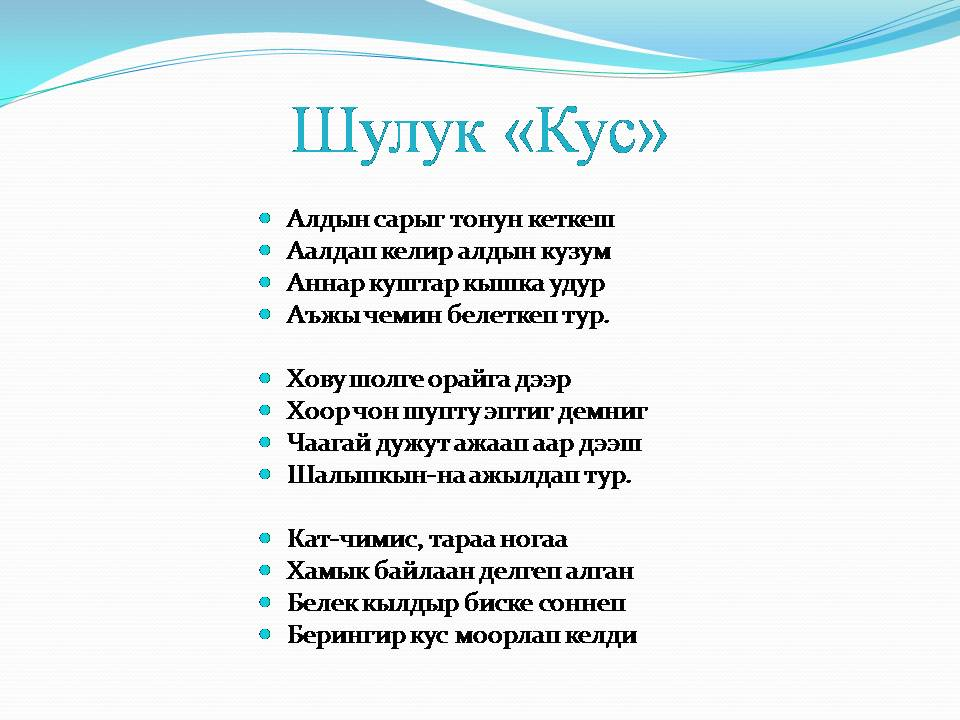 Шулук «Кус»
Алдын сарыг тонун кеткеш
Аалдап келир алдын кузум
Аннар куштар кышка удур
Аъжы чемин белеткеп тур.
Хову шолге орайга дээр
Хоор чон шупту эптиг демниг
Чаагай дужут ажаап аар дээш
Шалыпкын-на ажылдап тур.
Кат-чимис, тараа ногаа
Хамык байлаан делгеп алган
Белек кылдыр биске соннеп
Берингир кус моорлап келди